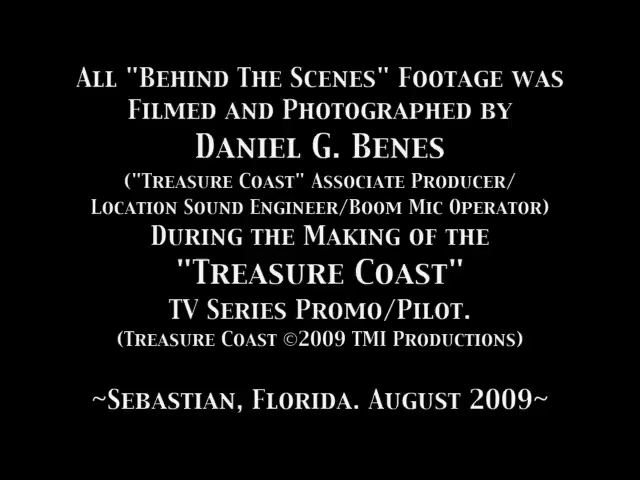 All "Behind The Scenes" Footage was
Filmed and Photographed by
Daniel G. Benes
("Treasure Coast" Associate Producer/
Location Sound Engineer/Boom Mic Operator)
During the Making of the
"Treasure Coast"
TV Series Promo/Pilot.
(Treasure Coast ©2009 TMI Productions)
~Sebastian, Florida. August 2009~